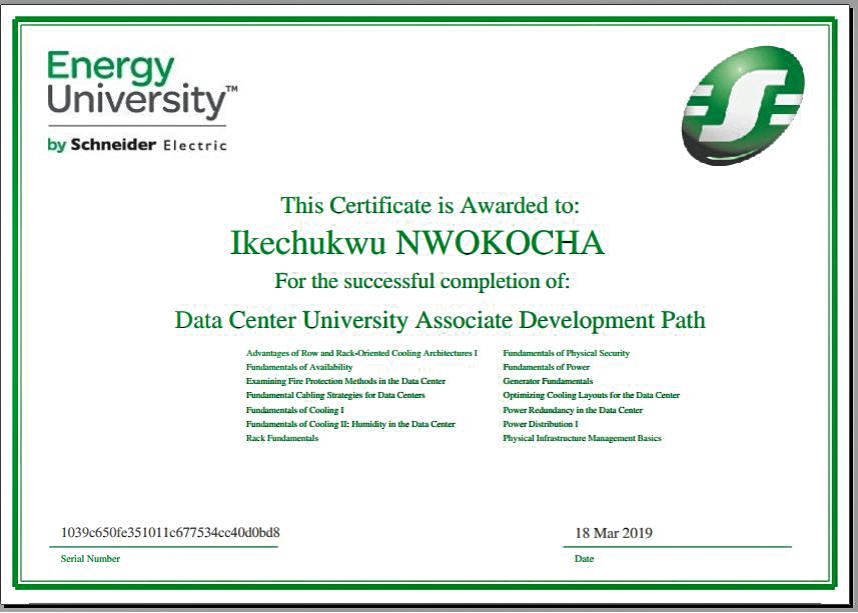 Energy
University™
by Schneider Electric
This Certificate is Awarded to:
Ikechukwu NWOKOCHA
For the successful completion of:
Data Center University Associate Development Path
Advantages of Row and Rack-Oriented Cooling Architectures I
Fundamentals of Availability
Examining Fire Protection Methods in the Data Center
Fundamental Cabling Strategies for Data Centers
Fundamentals of Cooling I
Fundamentals of Cooling II: Humidity in the Data Center
Rack Fundamentals
Fundamentals of Physical Security
Fundamentals of Power
Generator Fundamentals
Optimizing Cooling Layouts for the Data Center
Power Redundancy in the Data Center
Power Distribution I
Physical Infrastructure Management Basics
1039c650fe351011c677534cc40d0bd8
Serial Number
18 Mar 2019
Date